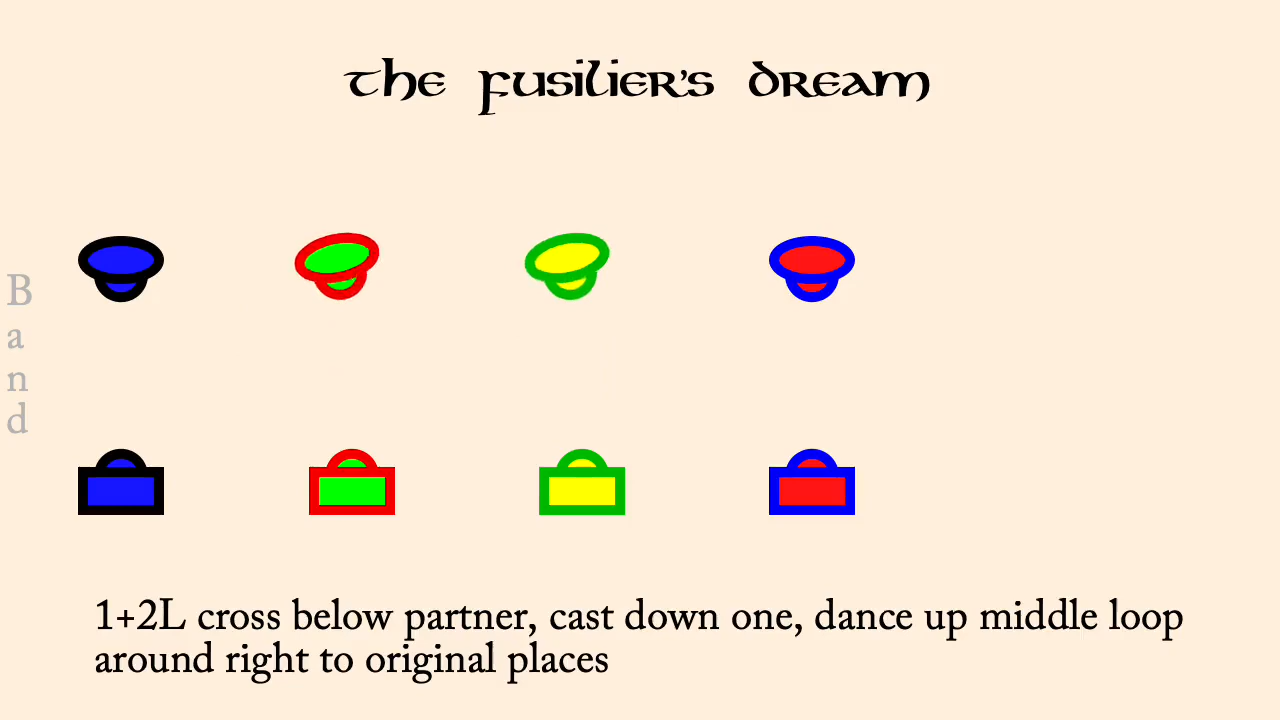 the fusilier's dream
B
a
n
d
1+2L cross below partner, cast down one, dance up middle loop
around right to original places